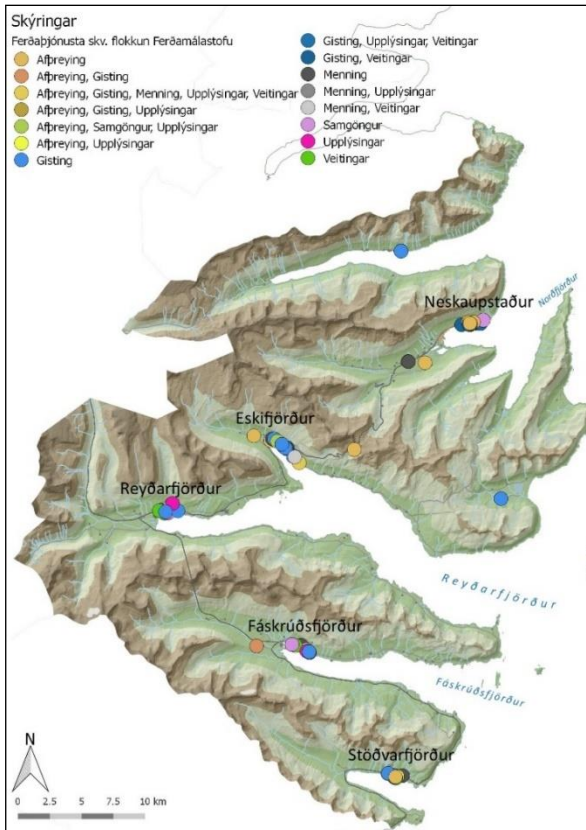 Skýringar
Ferðaþjónusta skv. flokkun Ferðamálastofu
Afþreying
Afþreying, Gisting
Afþreying, Gisting, Menning, Upplýsingar, Veitingar
Afþreying, Gisting, Upplýsingar
Afþreying, Samgöngur, Upplýsingar
Afþreying, Upplýsingar
Gisting
Gisting, Upplýsingar, Veitingar
Gisting, Veitingar
Menning
Menning, Upplýsingar
Menning, Veitingar
Samgöngur
Upplýsingar
Veitingar
Neskaupstaður
Norðfjörður
Eskifjörður
Reyðarfjörður
Reyðarfjörður
Fáskrúðsfjörður
Fáskrúðsfjörður
Stöðvarfjörður
N
0 2.5 5 7.5 10 km